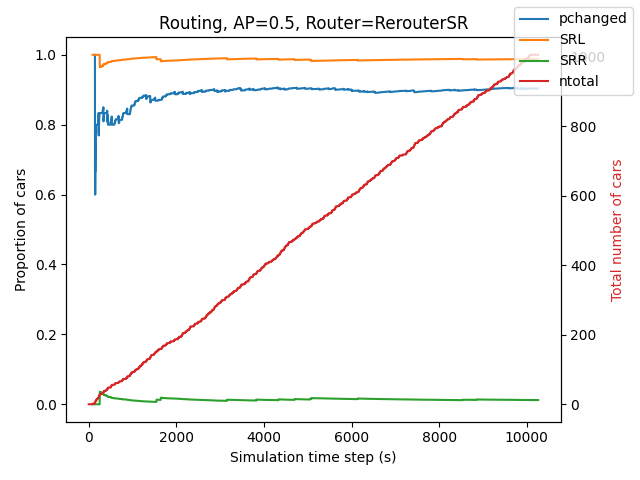 Routing, AP=0.5, Router=RerouterSR
pchanged
SRL
SRR
ntotal
1.0
0.8
0.6
0.4
0.2
0.0
Proportion of cars
1000
800
600
400
200
0
Total number of cars
0 2000 4000 6000 8000 10000
Simulation time step (s)